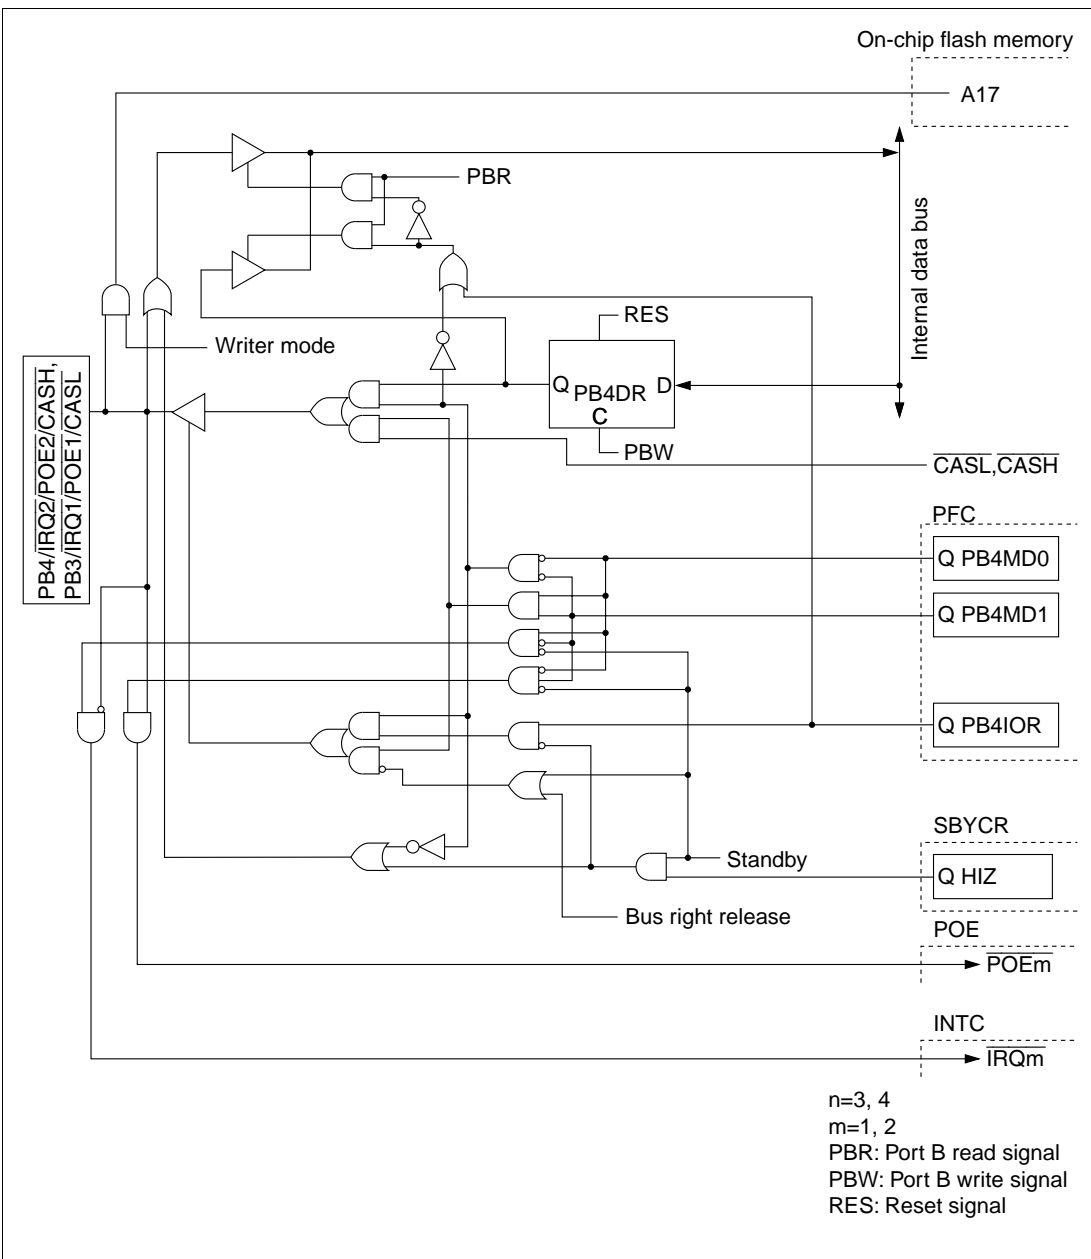 On-chip flash memory
A17
PBR
Internal data bus
RES
Writer mode
Q PB4DR D
C
PBW
PB4/IRQ2/POE2/CASH,
PB3/IRQ1/POE1/CASL
CASL,CASH
PFC
Q PB4MD0
Q PB4MD1
Q PB4IOR
SBYCR
Standby
Q HIZ
Bus right release
POE
POEm
INTC
IRQm
n=3, 4
m=1, 2
PBR: Port B read signal
PBW: Port B write signal
RES: Reset signal